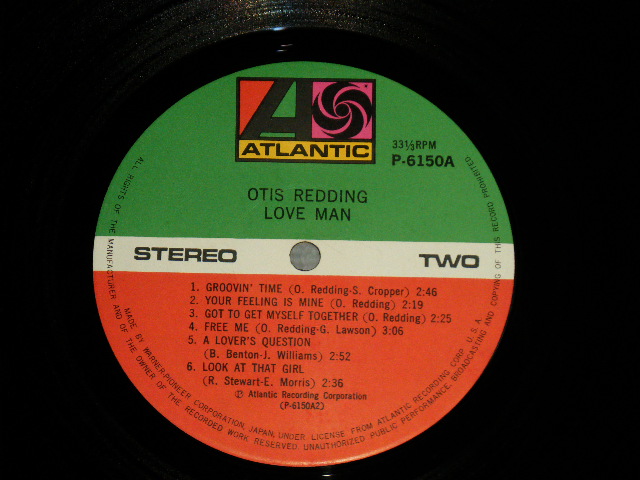 ATLANTIC
33⅓RPM
P-6150A
OTIS REDDING
LOVE MAN
STEREO
TWO
1. GROOVIN' TIME (O. Redding-S. Cropper) 2:46
2. YOUR FEELING IS MINE (O. Redding) 2:19
3. GOT TO GET MYSELF TOGETHER (O. Redding) 2:25
4. FREE ME (O. Redding-G. Lawson) 3:06
5. A LOVER'S QUESTION
(B. Benton-J. Williams) 2:52
6. LOOK AT THAT GIRL
(R. Stewart-E. Morris) 2:36
Ⓟ Atlantic Recording Corporation
(P-6150A2)
ALL RIGHTS OF THE MANUFACTURER AND OF THE OWNER OF THE RECORDED WORK RESERVED. UNAUTHORIZED PUBLIC PERFORMANCE, BROADCASTING AND COPYING OF THIS RECORD PROHIBITED
MADE BY WARNER-PIONEER CORPORATION, JAPAN, UNDER LICENSE FROM ATLANTIC RECORDING CORP. U.S.A.